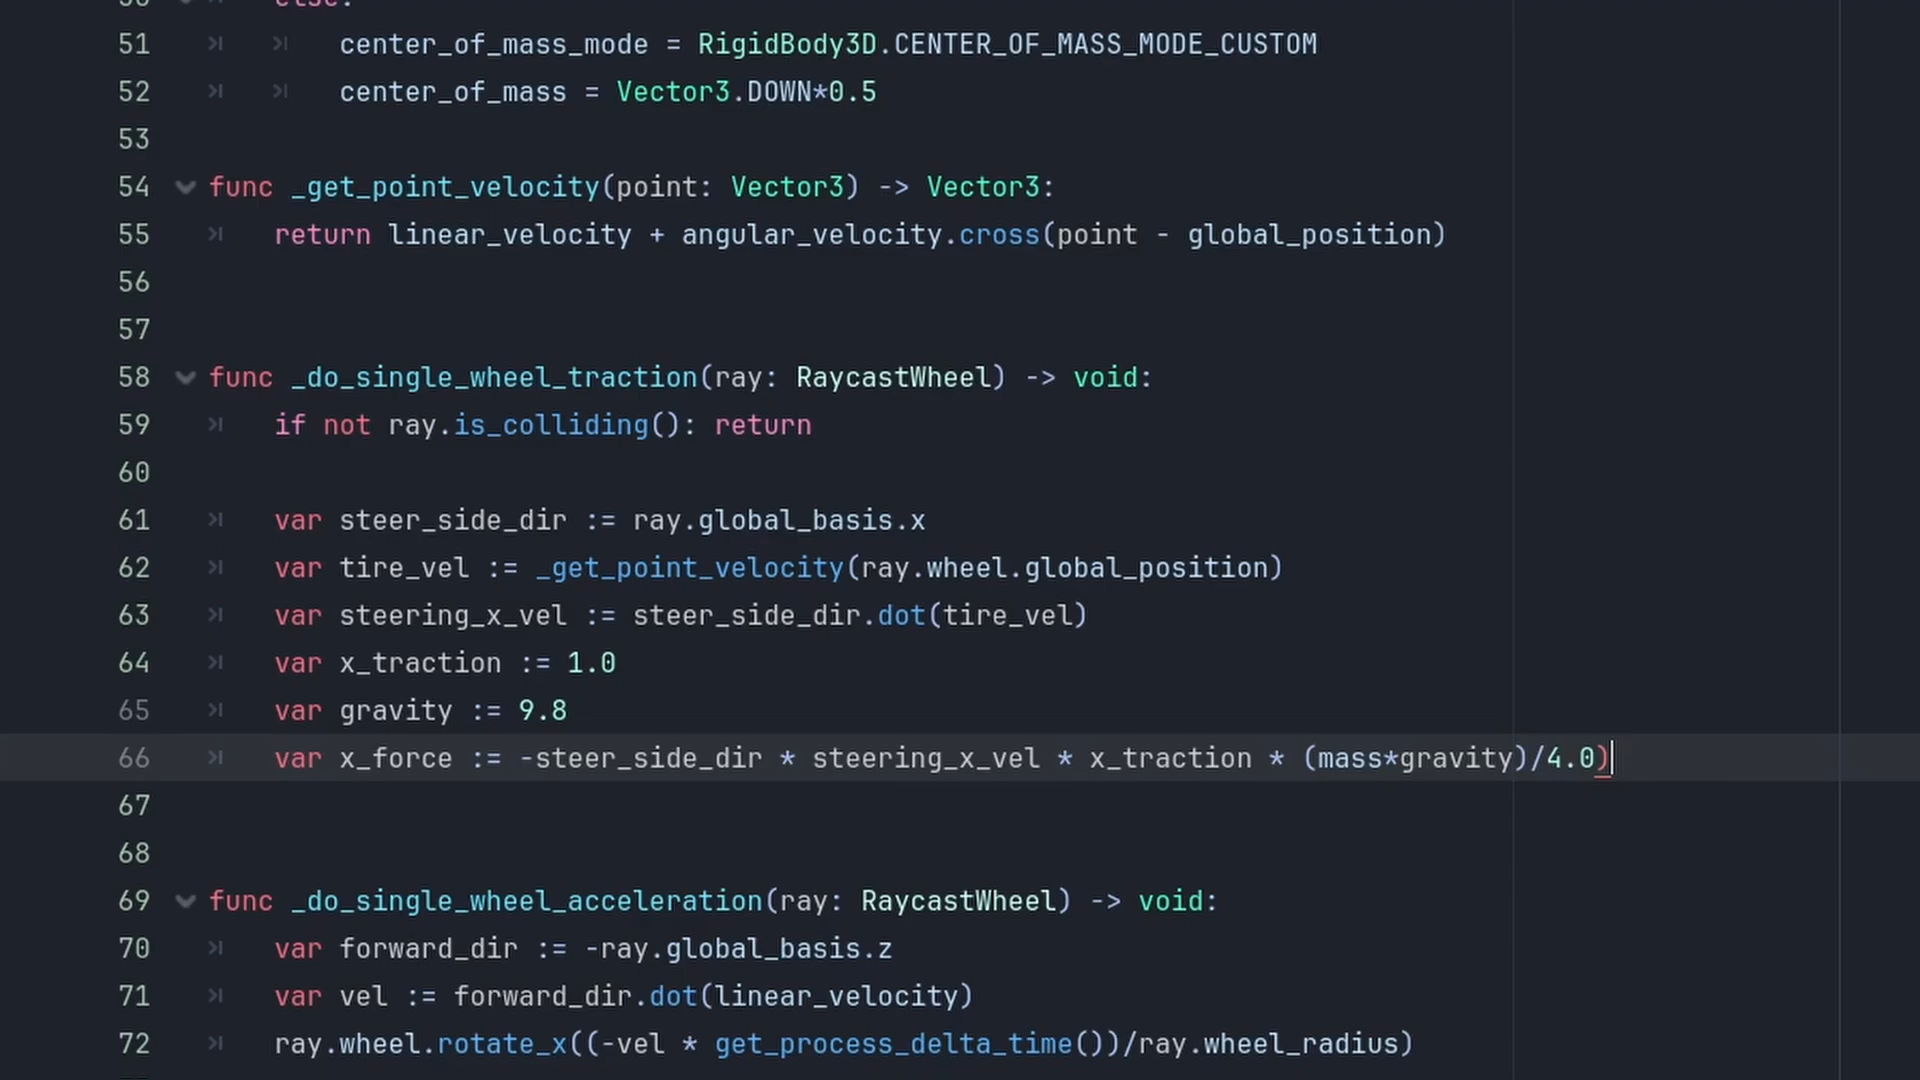 50 else:
51 center_of_mass_mode = RigidBody3D.CENTER_OF_MASS_MODE_CUSTOM
52 center_of_mass = Vector3.DOWN*0.5
53
54 func _get_point_velocity(point: Vector3) -> Vector3:
55 return linear_velocity + angular_velocity.cross(point - global_position)
56
57
58 func _do_single_wheel_traction(ray: RaycastWheel) -> void:
59 if not ray.is_colliding(): return
60
61 var steer_side_dir := ray.global_basis.x
62 var tire_vel := _get_point_velocity(ray.wheel.global_position)
63 var steering_x_vel := steer_side_dir.dot(tire_vel)
64 var x_traction := 1.0
65 var gravity := 9.8
66 var x_force := -steer_side_dir * steering_x_vel * x_traction * (mass*gravity)/4.0)
67
68
69 func _do_single_wheel_acceleration(ray: RaycastWheel) -> void:
70 var forward_dir := -ray.global_basis.z
71 var vel := forward_dir.dot(linear_velocity)
72 ray.wheel.rotate_x((-vel * get_process_delta_time())/ray.wheel_radius)